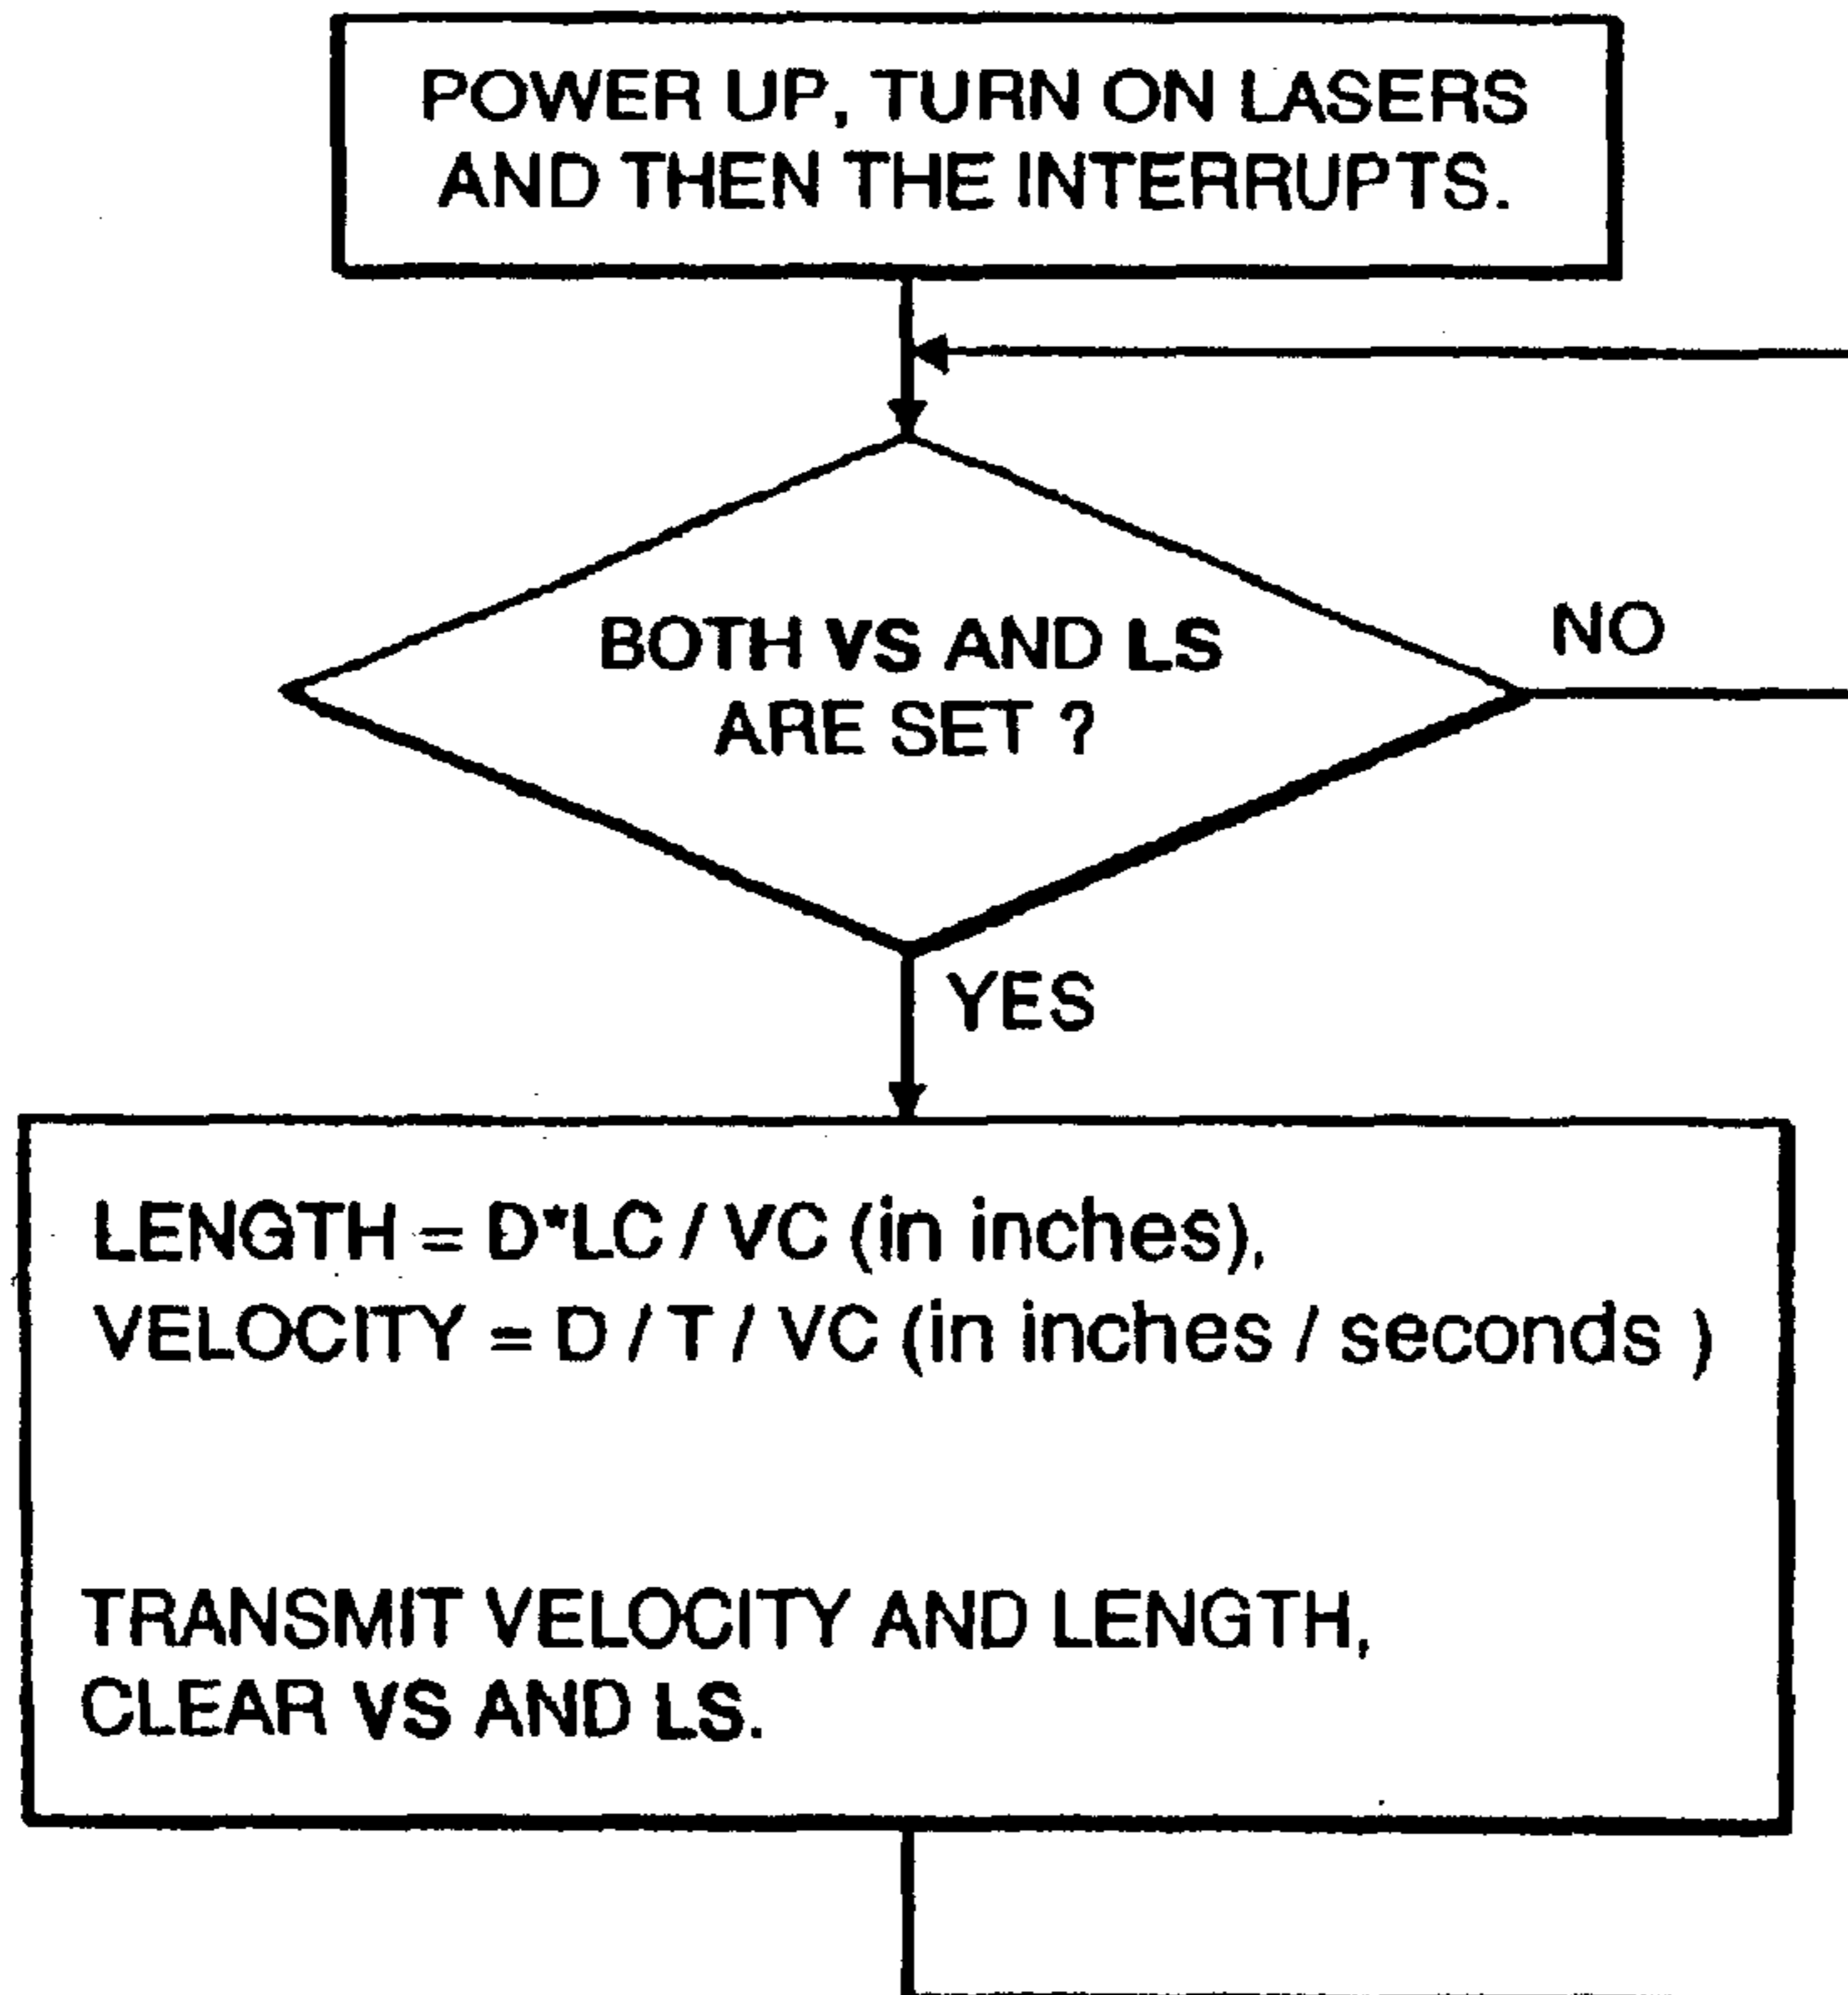 POWER UP, TURN ON LASERS
AND THEN THE INTERRUPTS.
BOTH VS AND LS
ARE SET ?
NO
YES
LENGTH = D*LC / VC (in inches),
VELOCITY = D / T / VC (in inches / seconds )
TRANSMIT VELOCITY AND LENGTH,
CLEAR VS AND LS.